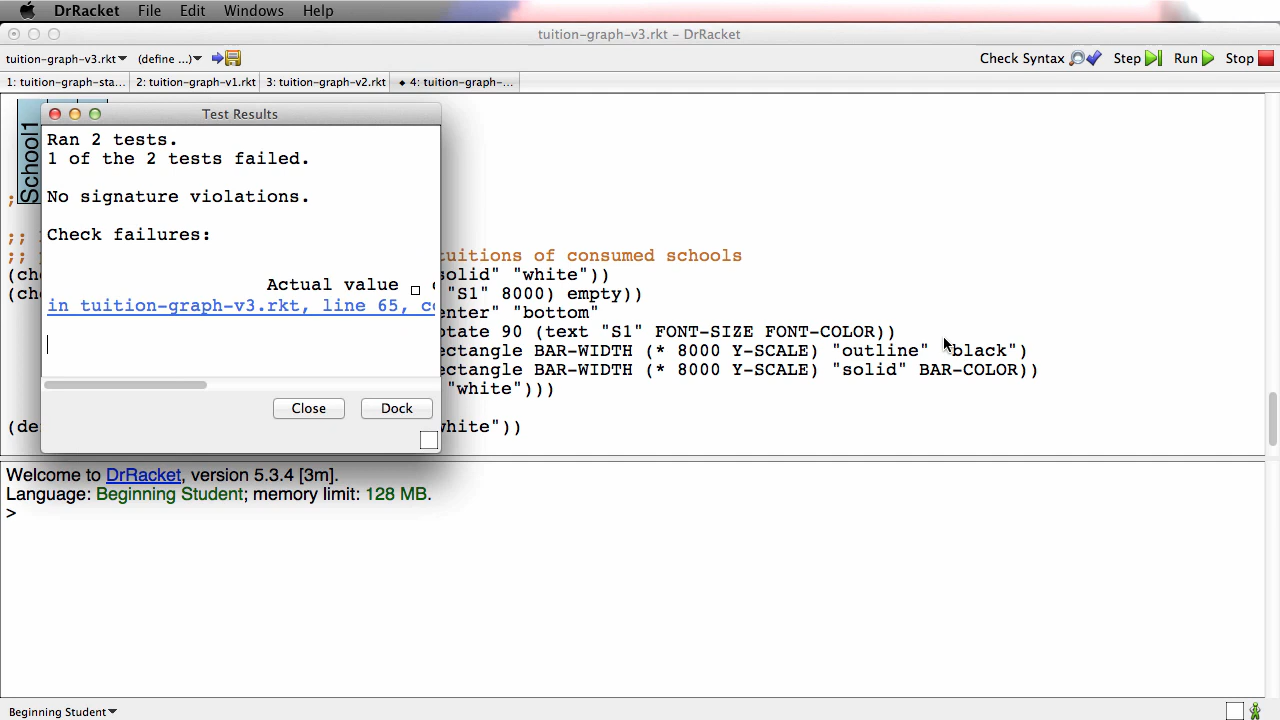 DrRacket File Edit Windows Help
tuition-graph-v3.rkt – DrRacket
tuition-graph-v3.rkt (define ...) Check Syntax Step Run Stop
1: tuition-graph-sta... 2: tuition-graph-v1.rkt 3: tuition-graph-v2.rkt 4: tuition-graph-...
School1
Test Results
Ran 2 tests.
1 of the 2 tests failed.
No signature violations.
Check failures:
Actual value
in tuition-graph-v3.rkt, line 65, c
;
;;
;; tuitions of consumed schools
(che solid" "white"))
(che "S1" 8000) empty))
enter" "bottom"
otate 90 (text "S1" FONT-SIZE FONT-COLOR))
ectangle BAR-WIDTH (* 8000 Y-SCALE) "outline" "black")
ectangle BAR-WIDTH (* 8000 Y-SCALE) "solid" BAR-COLOR))
"white")))
(de hite"))
Close Dock
Welcome to DrRacket, version 5.3.4 [3m].
Language: Beginning Student; memory limit: 128 MB.
>
Beginning Student